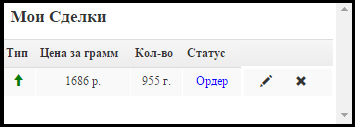 Мои Сделки
Тип Цена за грамм Кол-во Статус
1686 р. 955 г. Ордер